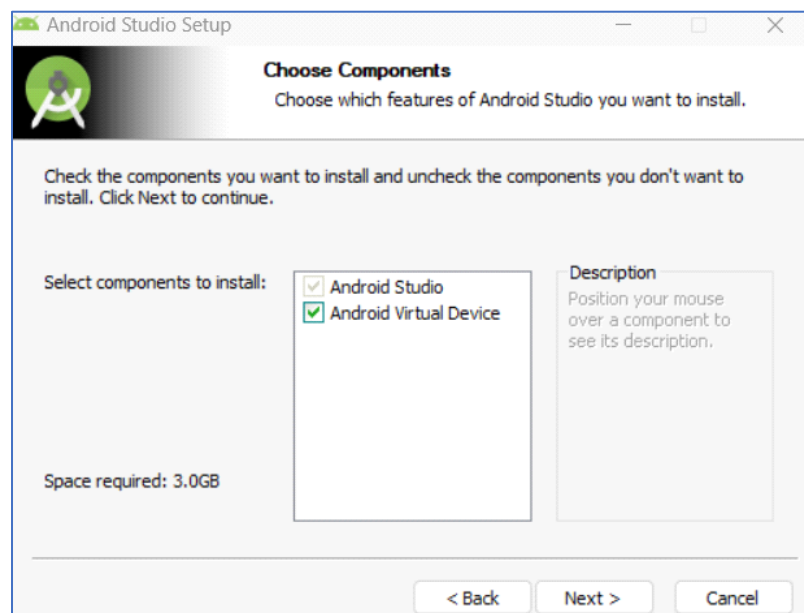 Android Studio Setup
Choose Components
Choose which features of Android Studio you want to install.
Check the components you want to install and uncheck the components you don't want to
install. Click Next to continue.
Select components to install:
Android Studio
Android Virtual Device
Description
Position your mouse
over a component to
see its description.
Space required: 3.0GB
< Back
Next >
Cancel